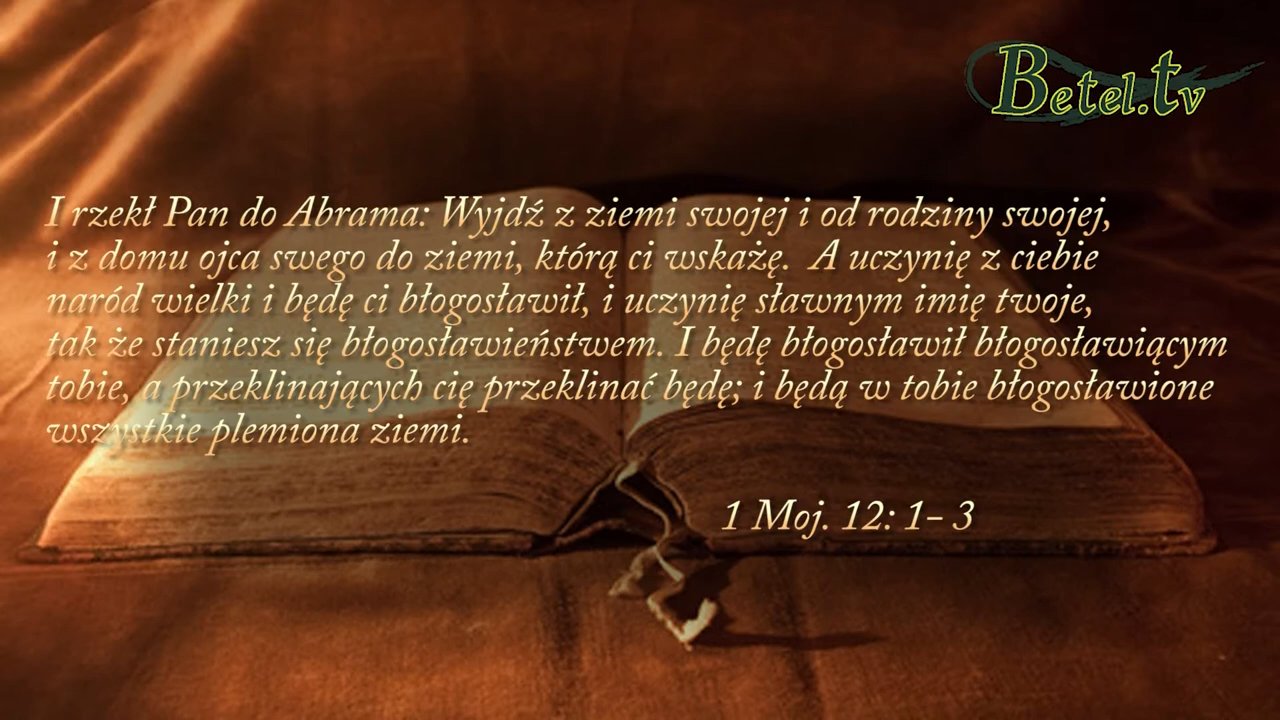 Betel.tv
I rzekł Pan do Abrama: Wyjdź z ziemi swojej i od rodziny swojej,
i z domu ojca swego do ziemi, którą ci wskażę. A uczynię z ciebie
naród wielki i będę ci błogosławił, i uczynię sławnym imię twoje,
tak że staniesz się błogosławieństwem. I będę błogosławił błogosławiącym
tobie, a przeklinających cię przeklinać będę; i będą w tobie błogosławione
wszystkie plemiona ziemi.
1 Moj. 12: 1- 3